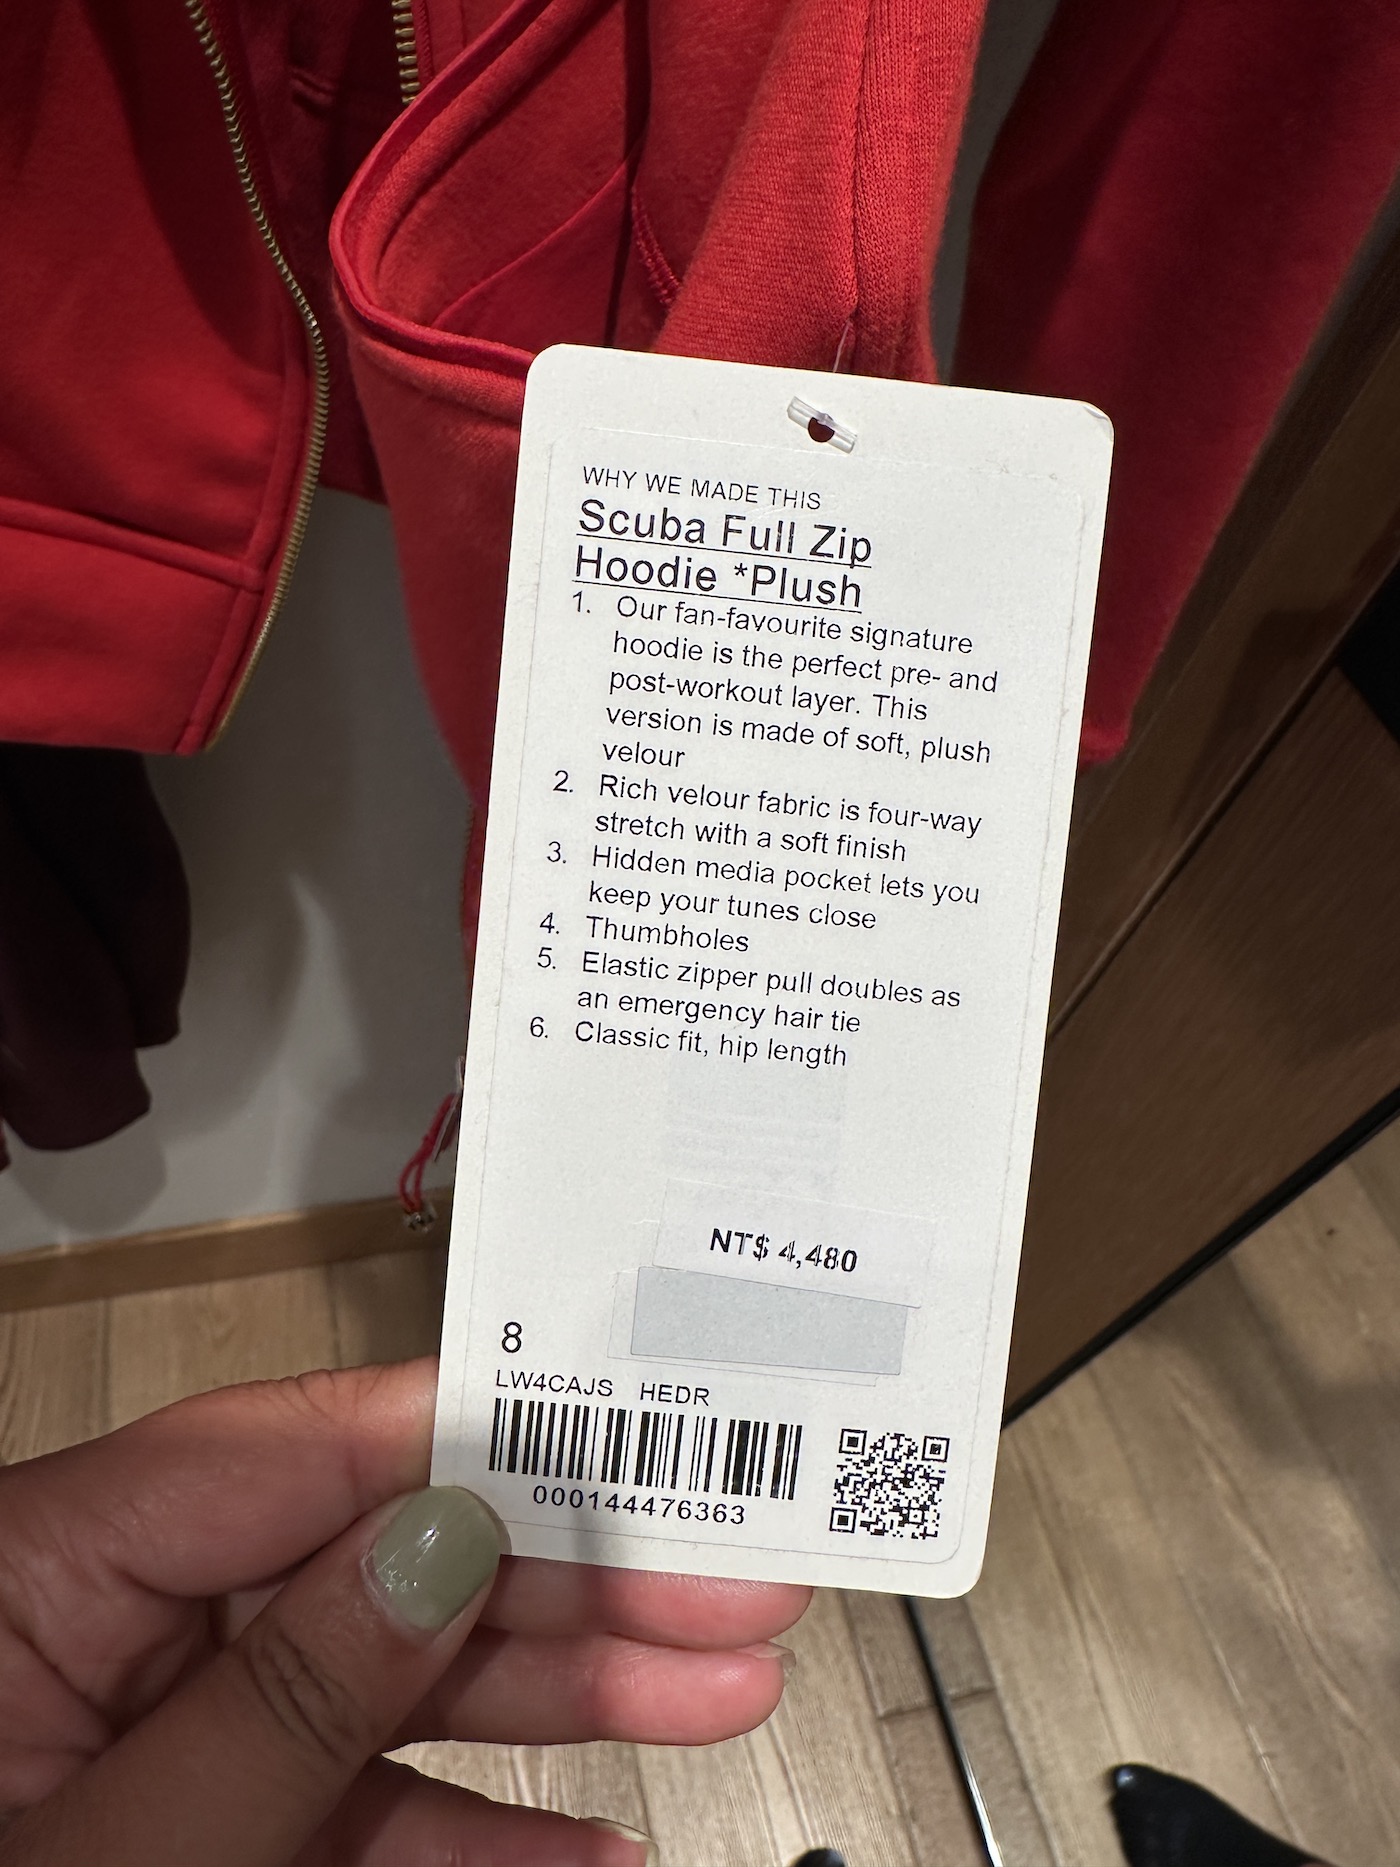 WHY WE MADE THIS
Scuba Full Zip
Hoodie *Plush
1. Our fan-favourite signature
hoodie is the perfect pre- and
post-workout layer. This
version is made of soft, plush
velour
2. Rich velour fabric is four-way
stretch with a soft finish
3. Hidden media pocket lets you
keep your tunes close
4. Thumbholes
5. Elastic zipper pull doubles as
an emergency hair tie
6. Classic fit, hip length
NT$ 4,480
8
LW4CAJS HEDR
000144476363